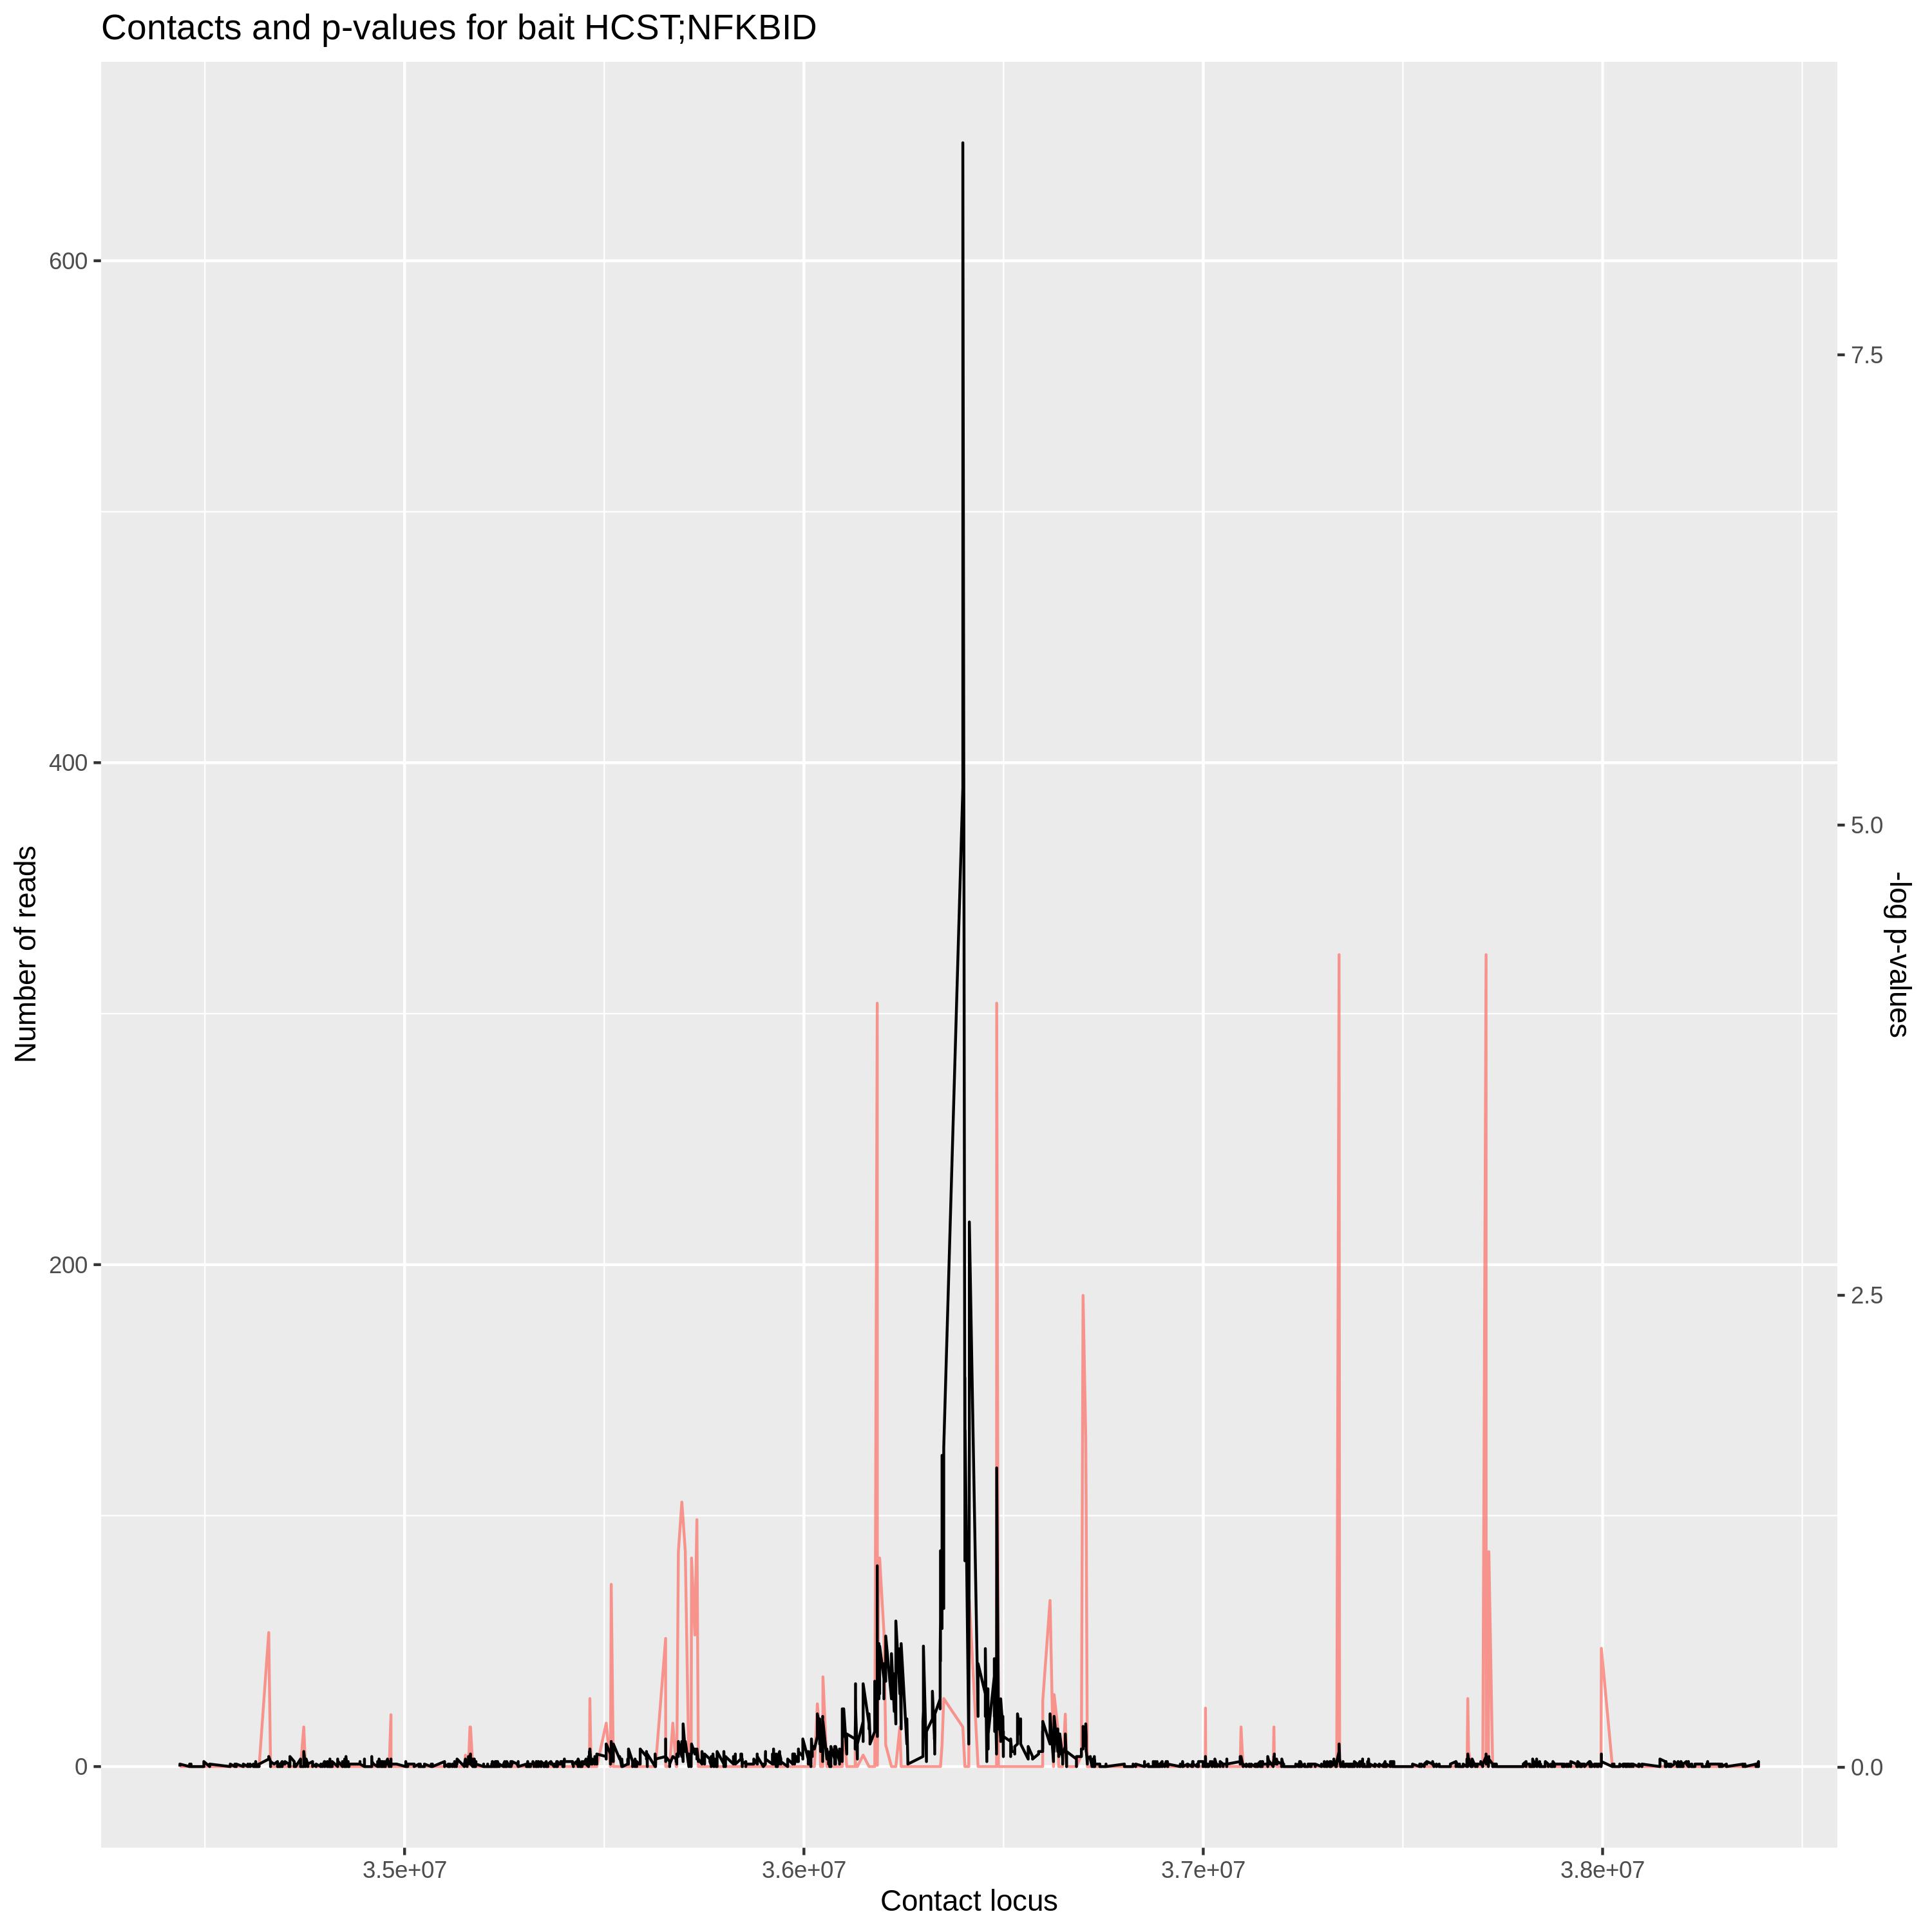 Contacts and p-values for bait HCST;NFKBID
600
400
200
0
Number of reads
7.5
5.0
2.5
0.0
-log p-values
3.5e+07
3.6e+07
3.7e+07
3.8e+07
Contact locus